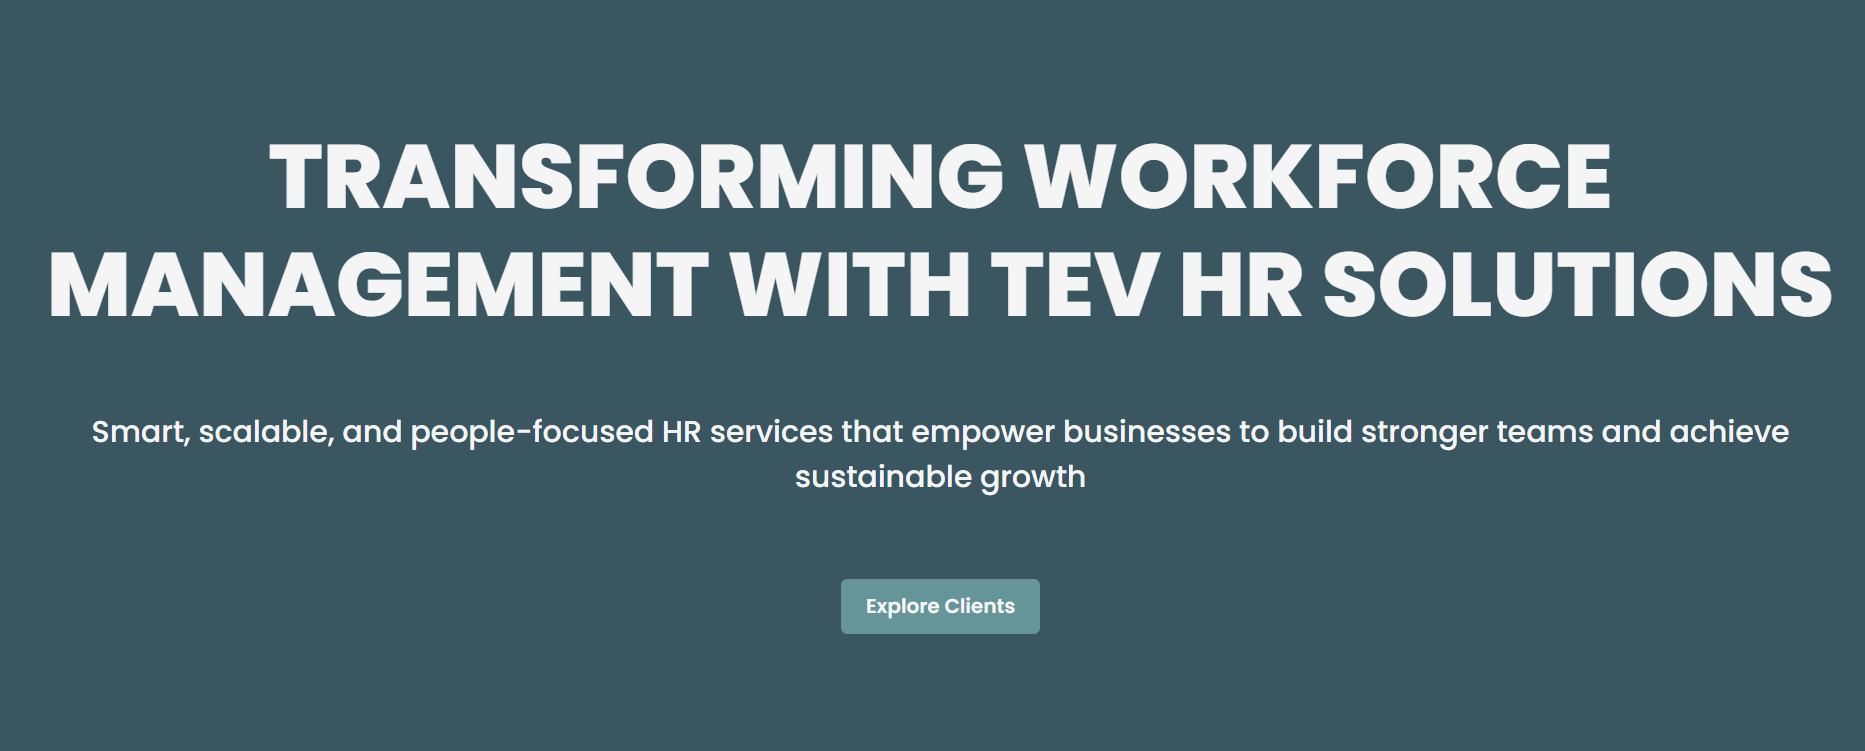 TRANSFORMING WORKFORCE
MANAGEMENT WITH TEV HR SOLUTIONS
Smart, scalable, and people-focused HR services that empower businesses to build stronger teams and achieve
sustainable growth
Explore Clients